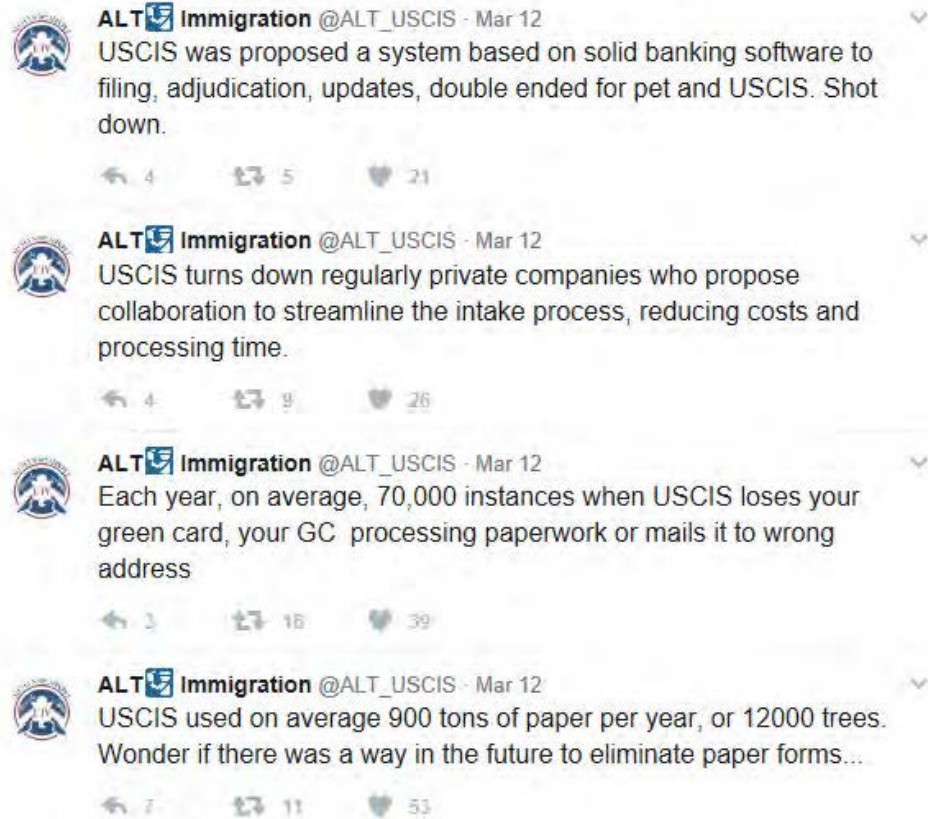 ALT Immigration @ALT_USCIS · Mar 12
USCIS was proposed a system based on solid banking software to
filing, adjudication, updates, double ended for pet and USCIS. Shot
down.
4 5 21
ALT Immigration @ALT_USCIS · Mar 12
USCIS turns down regularly private companies who propose
collaboration to streamline the intake process, reducing costs and
processing time.
4 9 26
ALT Immigration @ALT_USCIS · Mar 12
Each year, on average, 70,000 instances when USCIS loses your
green card, your GC processing paperwork or mails it to wrong
address
3 16 39
ALT Immigration @ALT_USCIS · Mar 12
USCIS used on average 900 tons of paper per year, or 12000 trees.
Wonder if there was a way in the future to eliminate paper forms...
7 11 53